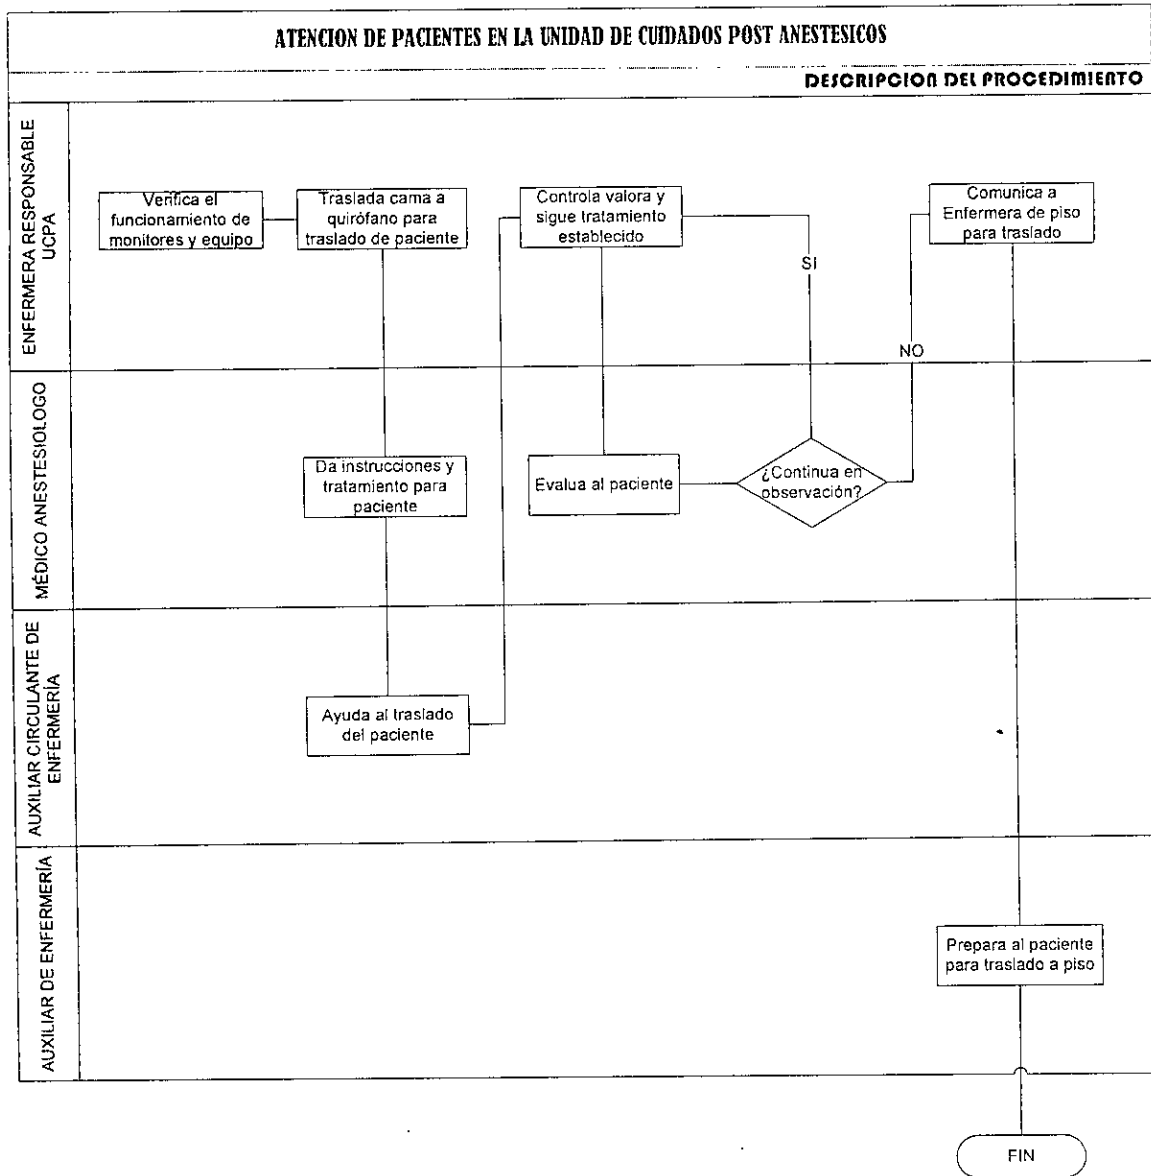 ATENCION DE PACIENTES EN LA UNIDAD DE CUIDADOS POST ANESTESICOS
DESCRIPCION DEL PROCEDIMIENTO
ENFERMERA RESPONSABLE
UCPA
Verifica el
funcionamiento de
monitores y equipo
Traslada cama a
quirófano para
traslado de paciente
Controla valora y
sigue tratamiento
establecido
Comunica a
Enfermera de piso
para traslado
SI
NO
MÉDICO ANESTESIOLOGO
Da instrucciones y
tratamiento para
paciente
Evalua al paciente
¿Continua en
observación?
AUXILIAR CIRCULANTE DE
ENFERMERÍA
Ayuda al traslado
del paciente
AUXILIAR DE ENFERMERÍA
Prepara al paciente
para traslado a piso
FIN